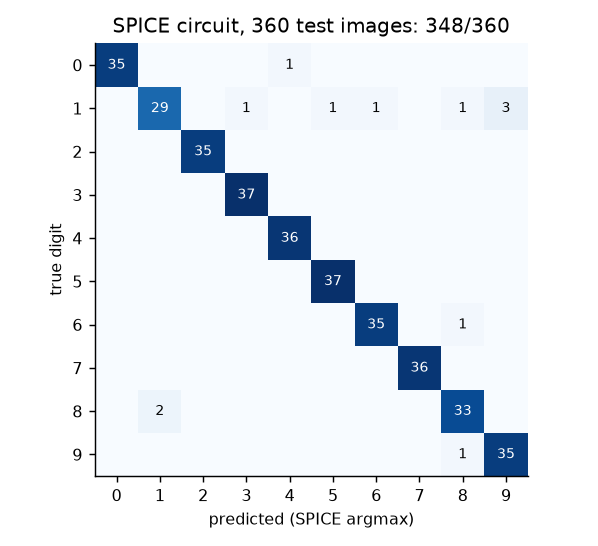 SPICE circuit, 360 test images: 348/360
0 35 1
1 29 1 1 1 1 3
2 35
3 37
4 36
5 37
6 35 1
7 36
8 2 33
9 1 35
true digit
0 1 2 3 4 5 6 7 8 9
predicted (SPICE argmax)